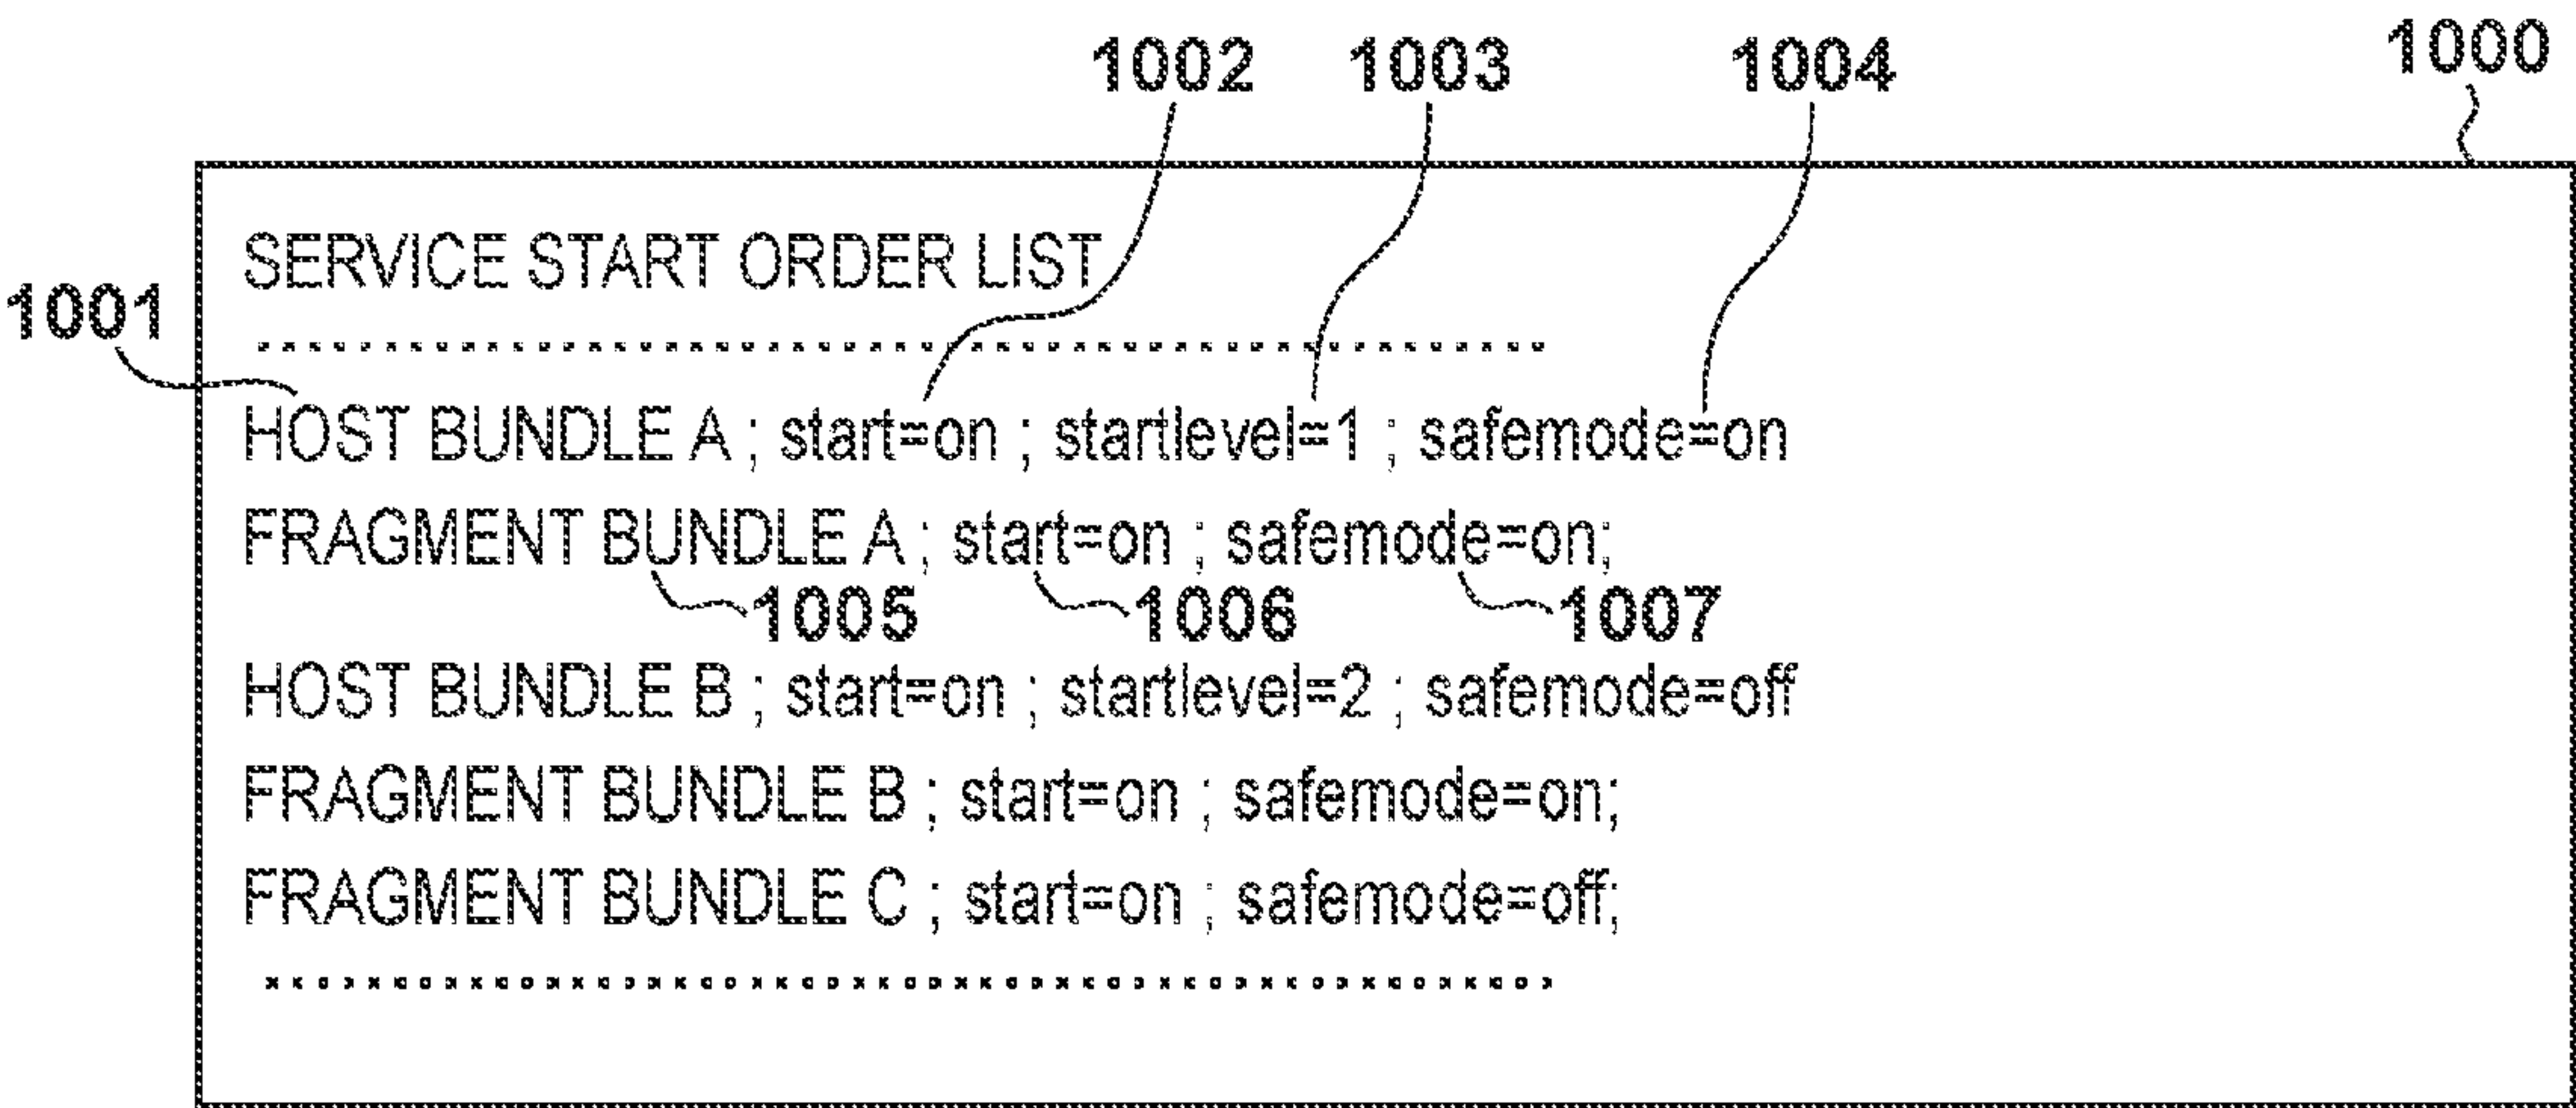 1002 1003 1004 1000
SERVICE START ORDER LIST
1001
HOST BUNDLE A ; start=on ; startlevel=1 ; safemode=on
FRAGMENT BUNDLE A ; start=on ; safemode=on;
1005 1006 1007
HOST BUNDLE B ; start=on ; startlevel=2 ; safemode=off
FRAGMENT BUNDLE B ; start=on ; safemode=on;
FRAGMENT BUNDLE C ; start=on ; safemode=off;